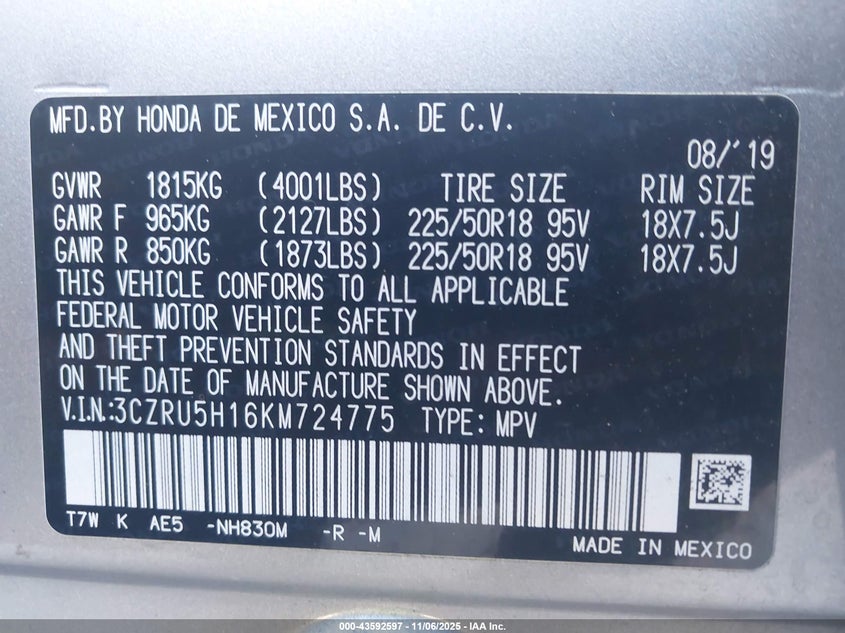 MFD.BY HONDA DE MEXICO S.A. DE C.V.
08/'19
GVWR 1815KG (4001LBS) TIRE SIZE RIM SIZE
GAWR F 965KG (2127LBS) 225/50R18 95V 18X7.5J
GAWR R 850KG (1873LBS) 225/50R18 95V 18X7.5J
THIS VEHICLE CONFORMS TO ALL APPLICABLE
FEDERAL MOTOR VEHICLE SAFETY
AND THEFT PREVENTION STANDARDS IN EFFECT
ON THE DATE OF MANUFACTURE SHOWN ABOVE.
V.I.N.:3CZRU5H16KM724775 TYPE: MPV
T7W K AE5 -NH830M -R -M
MADE IN MEXICO
000-43592597 - 11/06/2025 - IAA Inc.